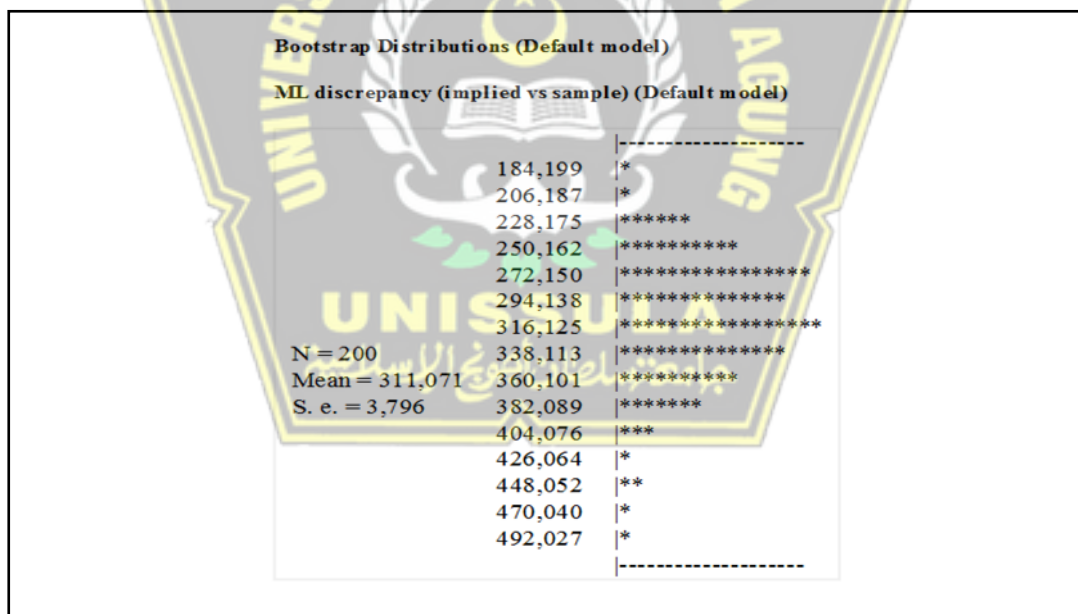 Bootstrap Distributions (Default model)
ML discrepancy (implied vs sample) (Default model)
|--------------------
184,199 |*
206,187 |*
228,175 |******
250,162 |**********
272,150 |****************
294,138 |**************
316,125 |*****************
N = 200 338,113 |**************
Mean = 311,071 360,101 |**********
S. e. = 3,796 382,089 |*******
404,076 |***
426,064 |*
448,052 |**
470,040 |*
492,027 |*
|--------------------
UNISSULA